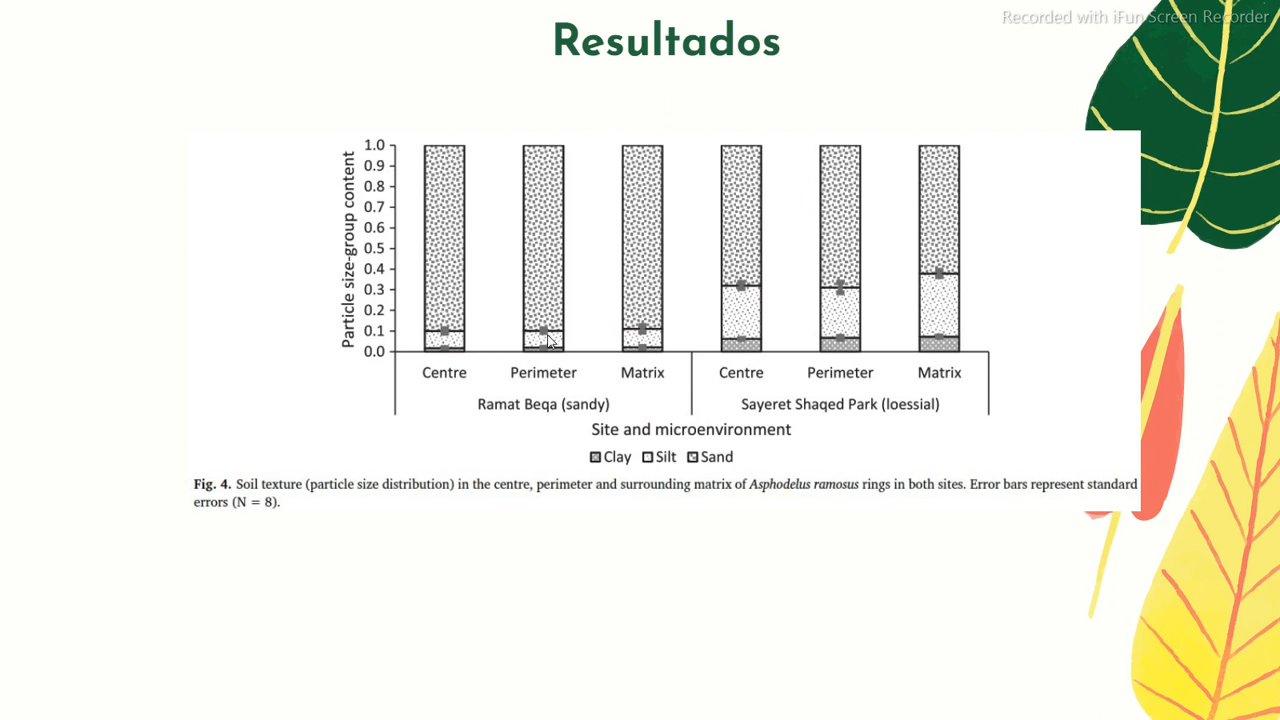 Recorded with iFun Screen Recorder
Resultados
Particle size-group content
1.0
0.9
0.8
0.7
0.6
0.5
0.4
0.3
0.2
0.1
0.0
Centre Perimeter Matrix Centre Perimeter Matrix
Ramat Beqa (sandy) Sayeret Shaqed Park (loessial)
Site and microenvironment
Clay Silt Sand
Fig. 4. Soil texture (particle size distribution) in the centre, perimeter and surrounding matrix of Asphodelus ramosus rings in both sites. Error bars represent standard
errors (N = 8).